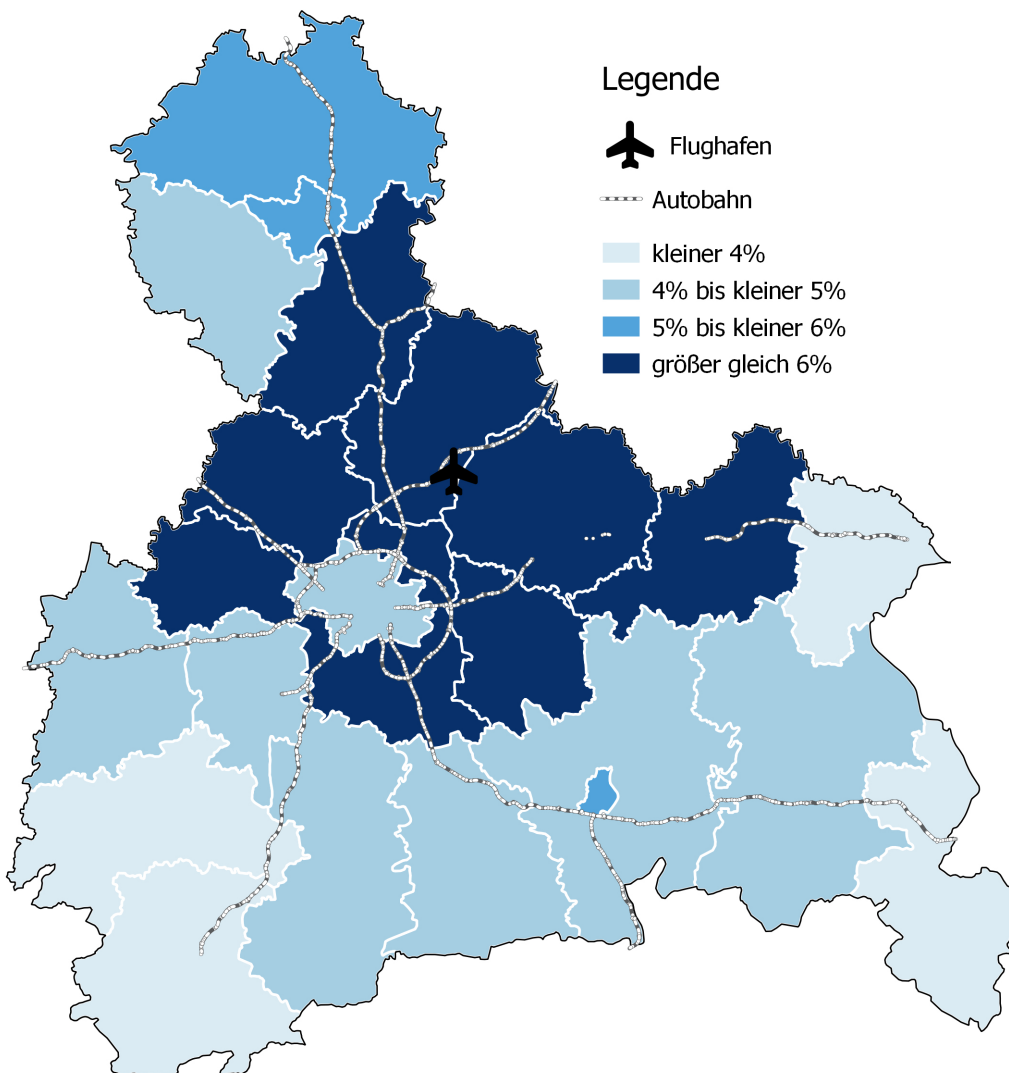 Legende
Flughafen
Autobahn
kleiner 4%
4% bis kleiner 5%
5% bis kleiner 6%
größer gleich 6%